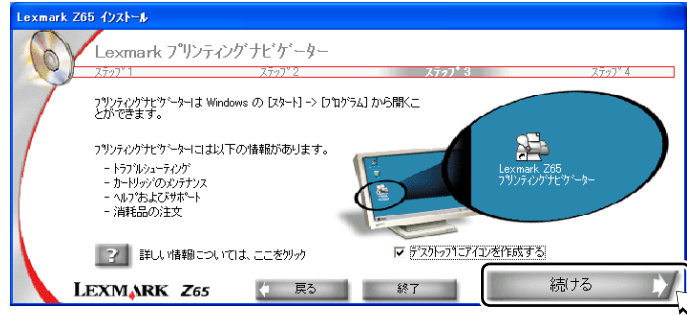 Lexmark Z65 インストール
Lexmark プリンティングナビゲーター
ステップ 1 ステップ 2 ステップ 3 ステップ 4
プリンティングナビゲーターは Windows の [スタート] -> [プログラム] から開くこ
とができます。
プリンティングナビゲーターには以下の情報があります。
- トラブルシューティング
- カートリッジのメンテナンス
- ヘルプおよびサポート
- 消耗品の注文
Lexmark Z65
プリンティングナビゲーター
? 詳しい情報については、ここをクリック
デスクトップにアイコンを作成する
LEXMARK Z65
戻る
終了
続ける